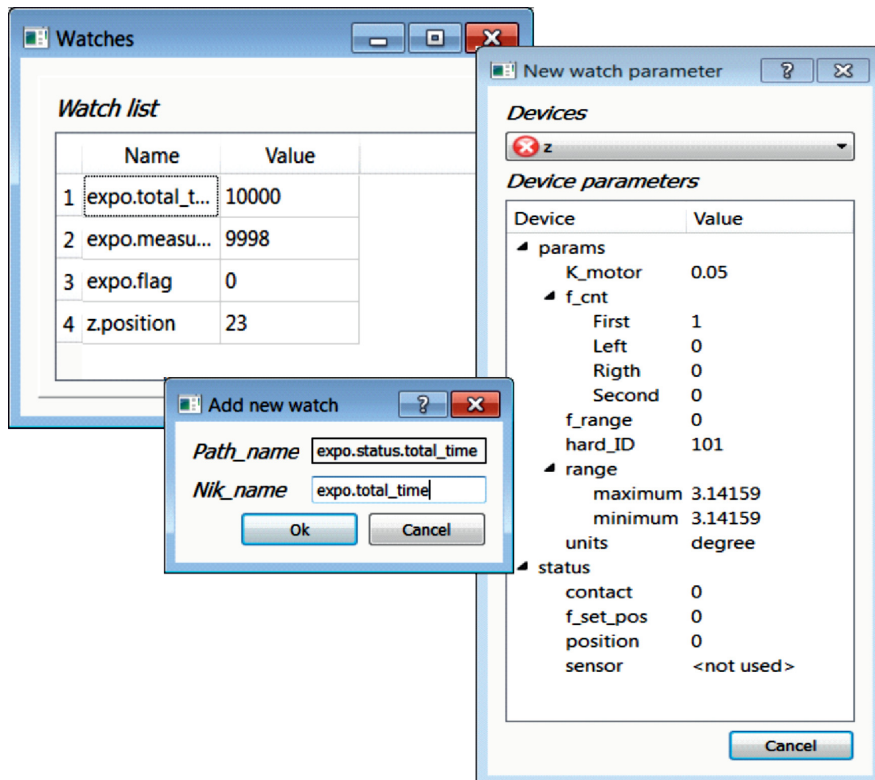 Watches
Watch list
Name Value
1 expo.total_t... 10000
2 expo.measu... 9998
3 expo.flag 0
4 z.position 23
Add new watch
Path_name expo.status.total_time
Nik_name expo.total_time
Ok Cancel
New watch parameter
Devices
z
Device parameters
Device Value
params
K_motor 0.05
f_cnt
First 1
Left 0
Rigth 0
Second 0
f_range 0
hard_ID 101
range
maximum 3.14159
minimum 3.14159
units degree
status
contact 0
f_set_pos 0
position 0
sensor <not used>
Cancel